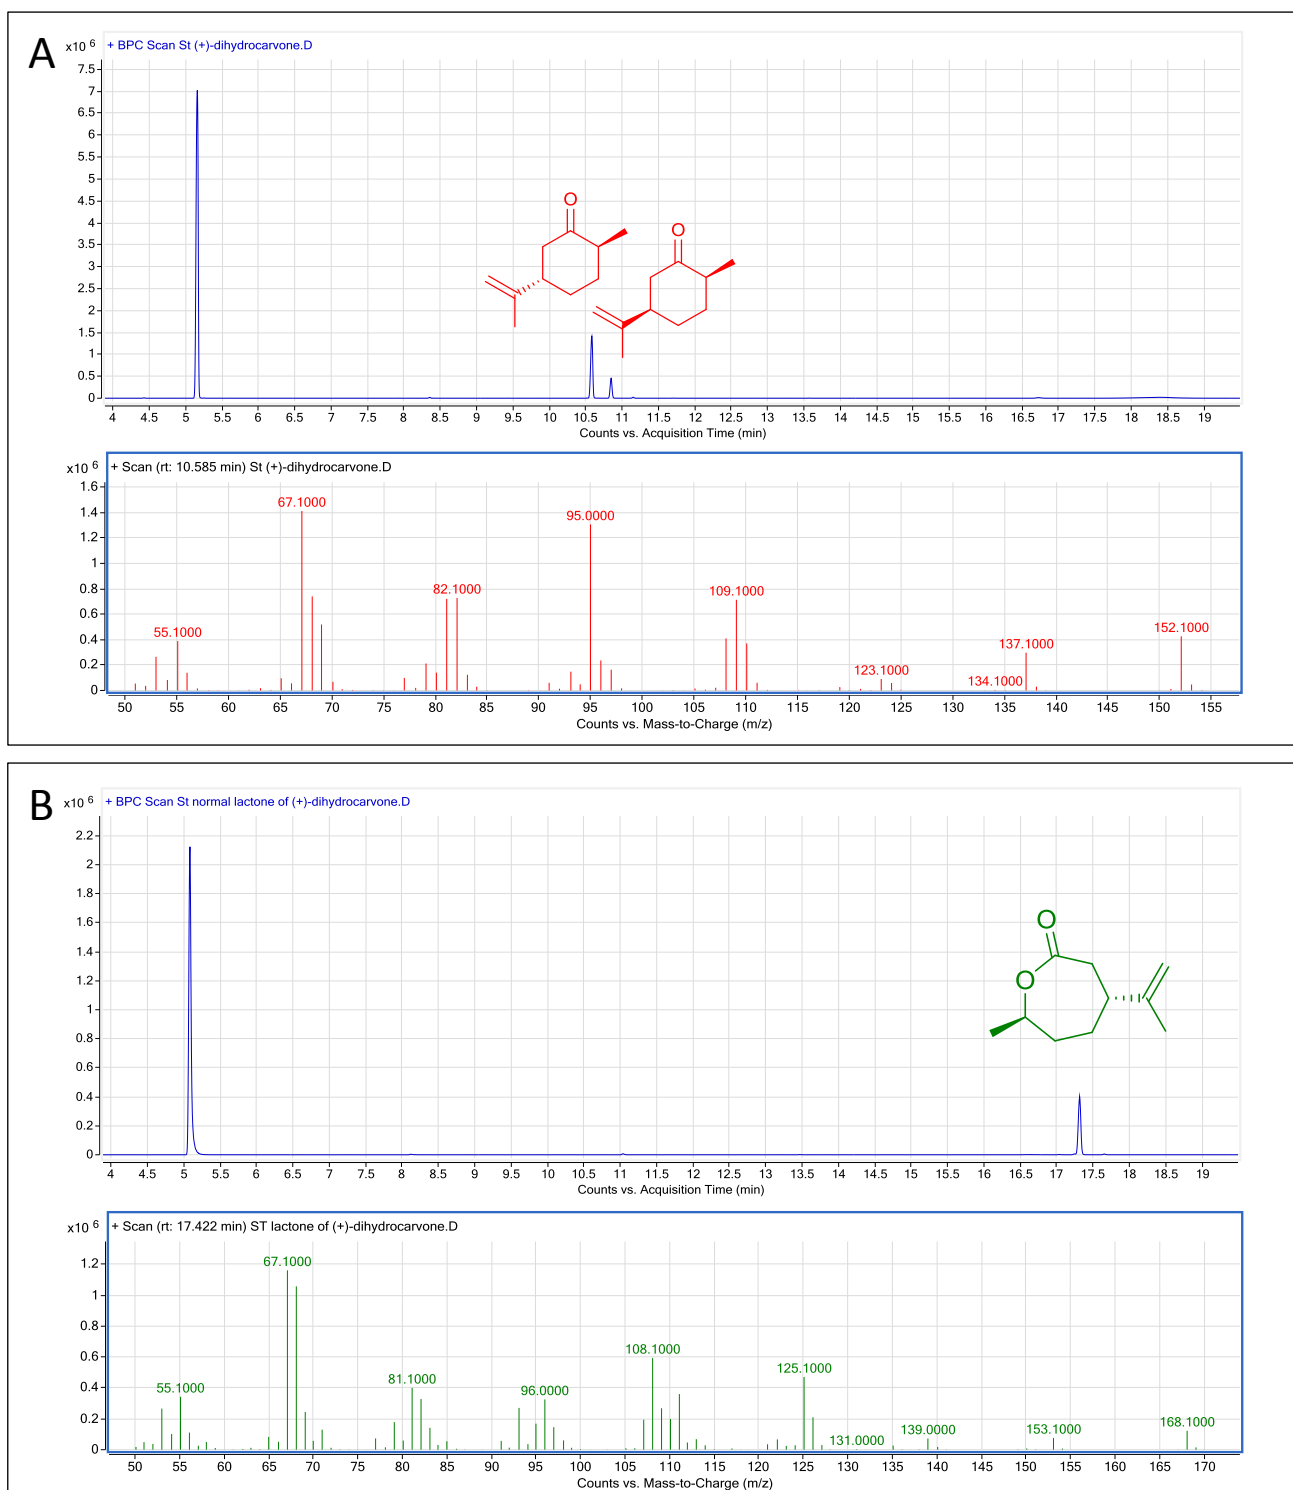 A
x10 6
+ BPC Scan St (+)-dihydrocarvone.D
7.5
7
6.5
6
5.5
5
4.5
4
3.5
3
2.5
2
1.5
1
0.5
0
O
O
4 4.5 5 5.5 6 6.5 7 7.5 8 8.5 9 9.5 10 10.5 11 11.5 12 12.5 13 13.5 14 14.5 15 15.5 16 16.5 17 17.5 18 18.5 19
Counts vs. Acquisition Time (min)
x10 6
+ Scan (rt: 10.585 min) St (+)-dihydrocarvone.D
1.6
1.4
1.2
1
0.8
0.6
0.4
0.2
0
55.1000
67.1000
82.1000
95.0000
109.1000
123.1000
134.1000
137.1000
152.1000
50 55 60 65 70 75 80 85 90 95 100 105 110 115 120 125 130 135 140 145 150 155
Counts vs. Mass-to-Charge (m/z)
B
x10 6
+ BPC Scan St normal lactone of (+)-dihydrocarvone.D
2.2
2
1.8
1.6
1.4
1.2
1
0.8
0.6
0.4
0.2
0
O
O
4 4.5 5 5.5 6 6.5 7 7.5 8 8.5 9 9.5 10 10.5 11 11.5 12 12.5 13 13.5 14 14.5 15 15.5 16 16.5 17 17.5 18 18.5 19
Counts vs. Acquisition Time (min)
x10 6
+ Scan (rt: 17.422 min) ST lactone of (+)-dihydrocarvone.D
1.2
1
0.8
0.6
0.4
0.2
0
55.1000
67.1000
81.1000
96.0000
108.1000
125.1000
131.0000
139.0000
153.1000
168.1000
50 55 60 65 70 75 80 85 90 95 100 105 110 115 120 125 130 135 140 145 150 155 160 165 170
Counts vs. Mass-to-Charge (m/z)